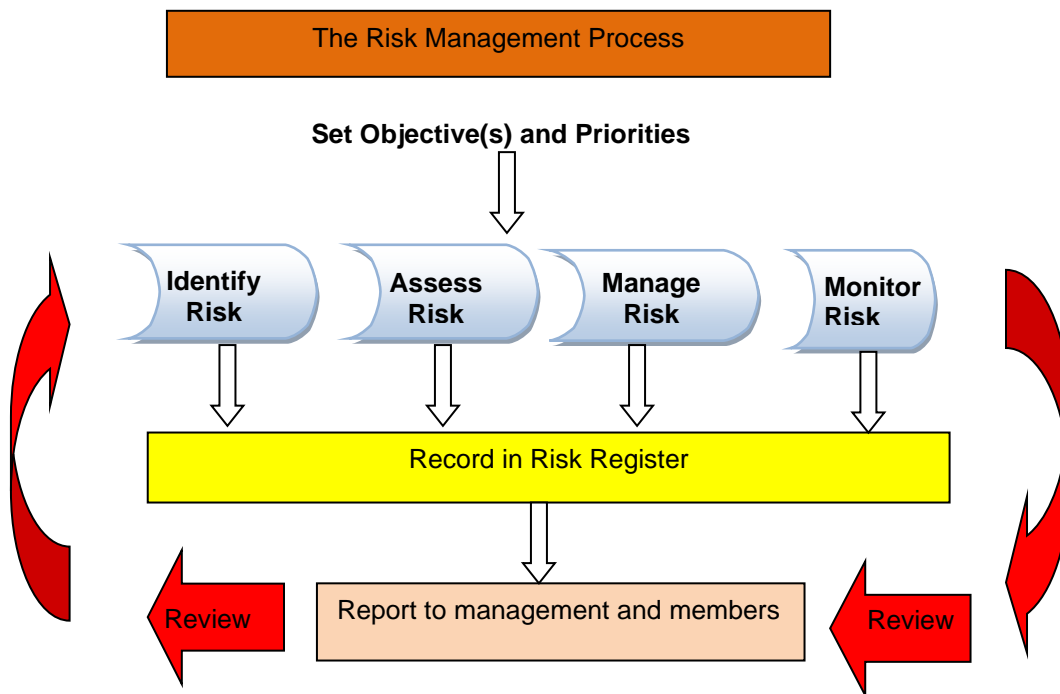 The Risk Management Process
Set Objective(s) and Priorities
Identify
Risk
Assess
Risk
Manage
Risk
Monitor
Risk
Record in Risk Register
Report to management and members
Review
Review